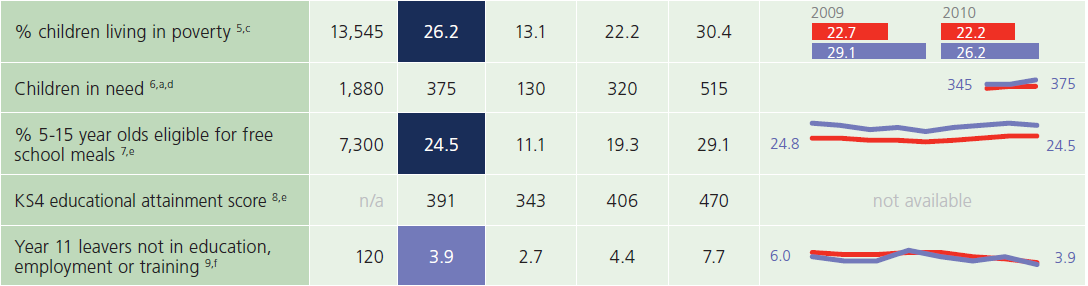 % children living in poverty 5,c 13,545 26.2 13.1 22.2 30.4
2009 2010
22.7 22.2
29.1 26.2
Children in need 6,a,d 1,880 375 130 320 515 345 375
% 5-15 year olds eligible for free
school meals 7,e 7,300 24.5 11.1 19.3 29.1 24.8 24.5
KS4 educational attainment score 8,e n/a 391 343 406 470 not available
Year 11 leavers not in education,
employment or training 9,f 120 3.9 2.7 4.4 7.7 6.0 3.9